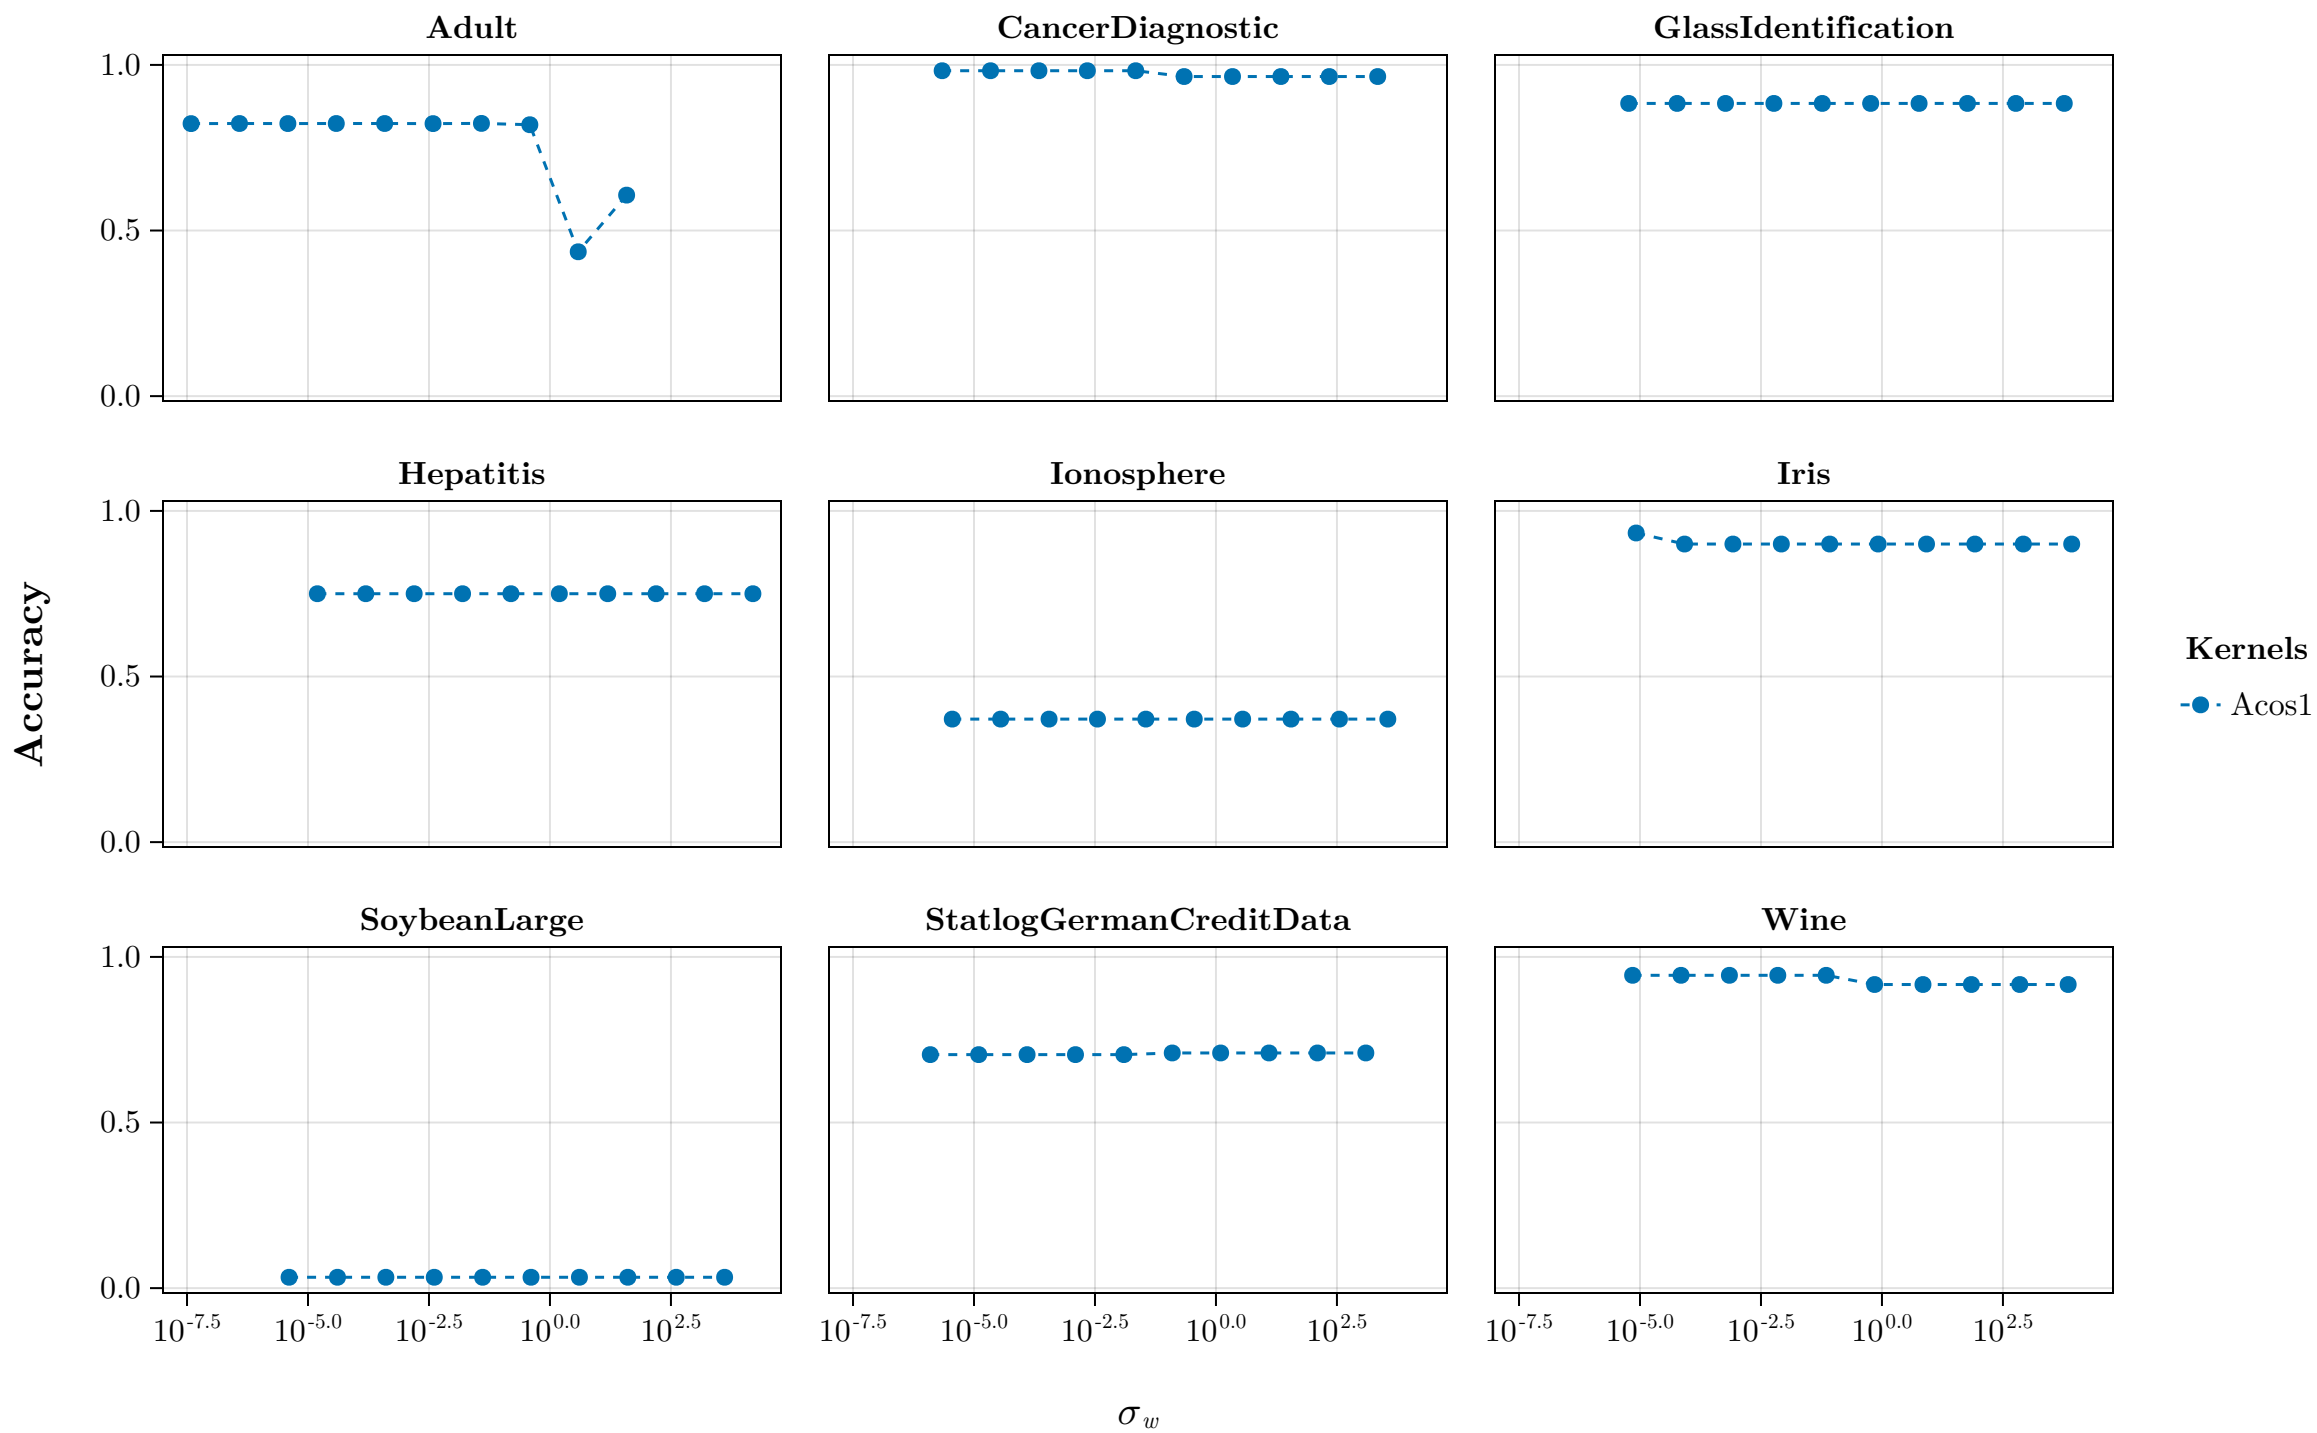 Adult
CancerDiagnostic
GlassIdentification
1.0
0.5
0.0
Hepatitis
Ionosphere
Iris
1.0
0.5
0.0
Accuracy
Kernels
Acos1
SoybeanLarge
StatlogGermanCreditData
Wine
1.0
0.5
0.0
10^-7.5 10^-5.0 10^-2.5 10^0.0 10^2.5
10^-7.5 10^-5.0 10^-2.5 10^0.0 10^2.5
10^-7.5 10^-5.0 10^-2.5 10^0.0 10^2.5
σ_w